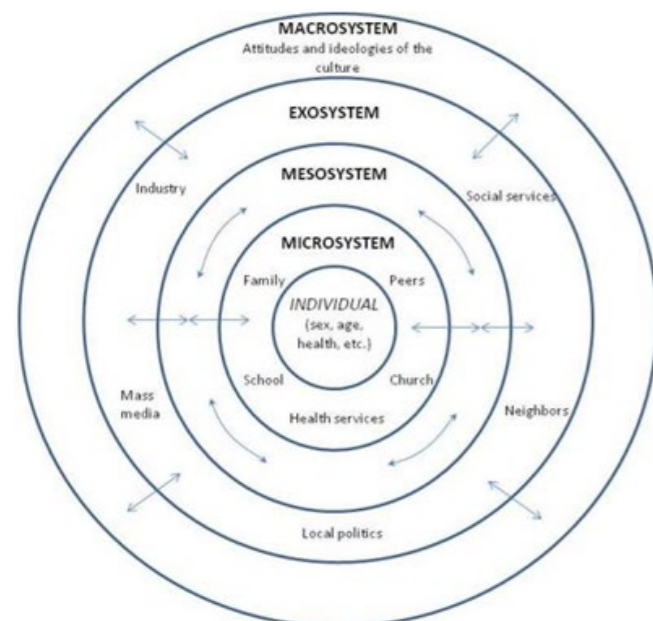 MACROSYSTEM
Attitudes and ideologies of the
culture
EXOSYSTEM
MESOSYSTEM
Industry
Social services
MICROSYSTEM
Family
Peers
INDIVIDUAL
(sex, age,
health, etc.)
School
Church
Mass
media
Health services
Neighbors
Local politics